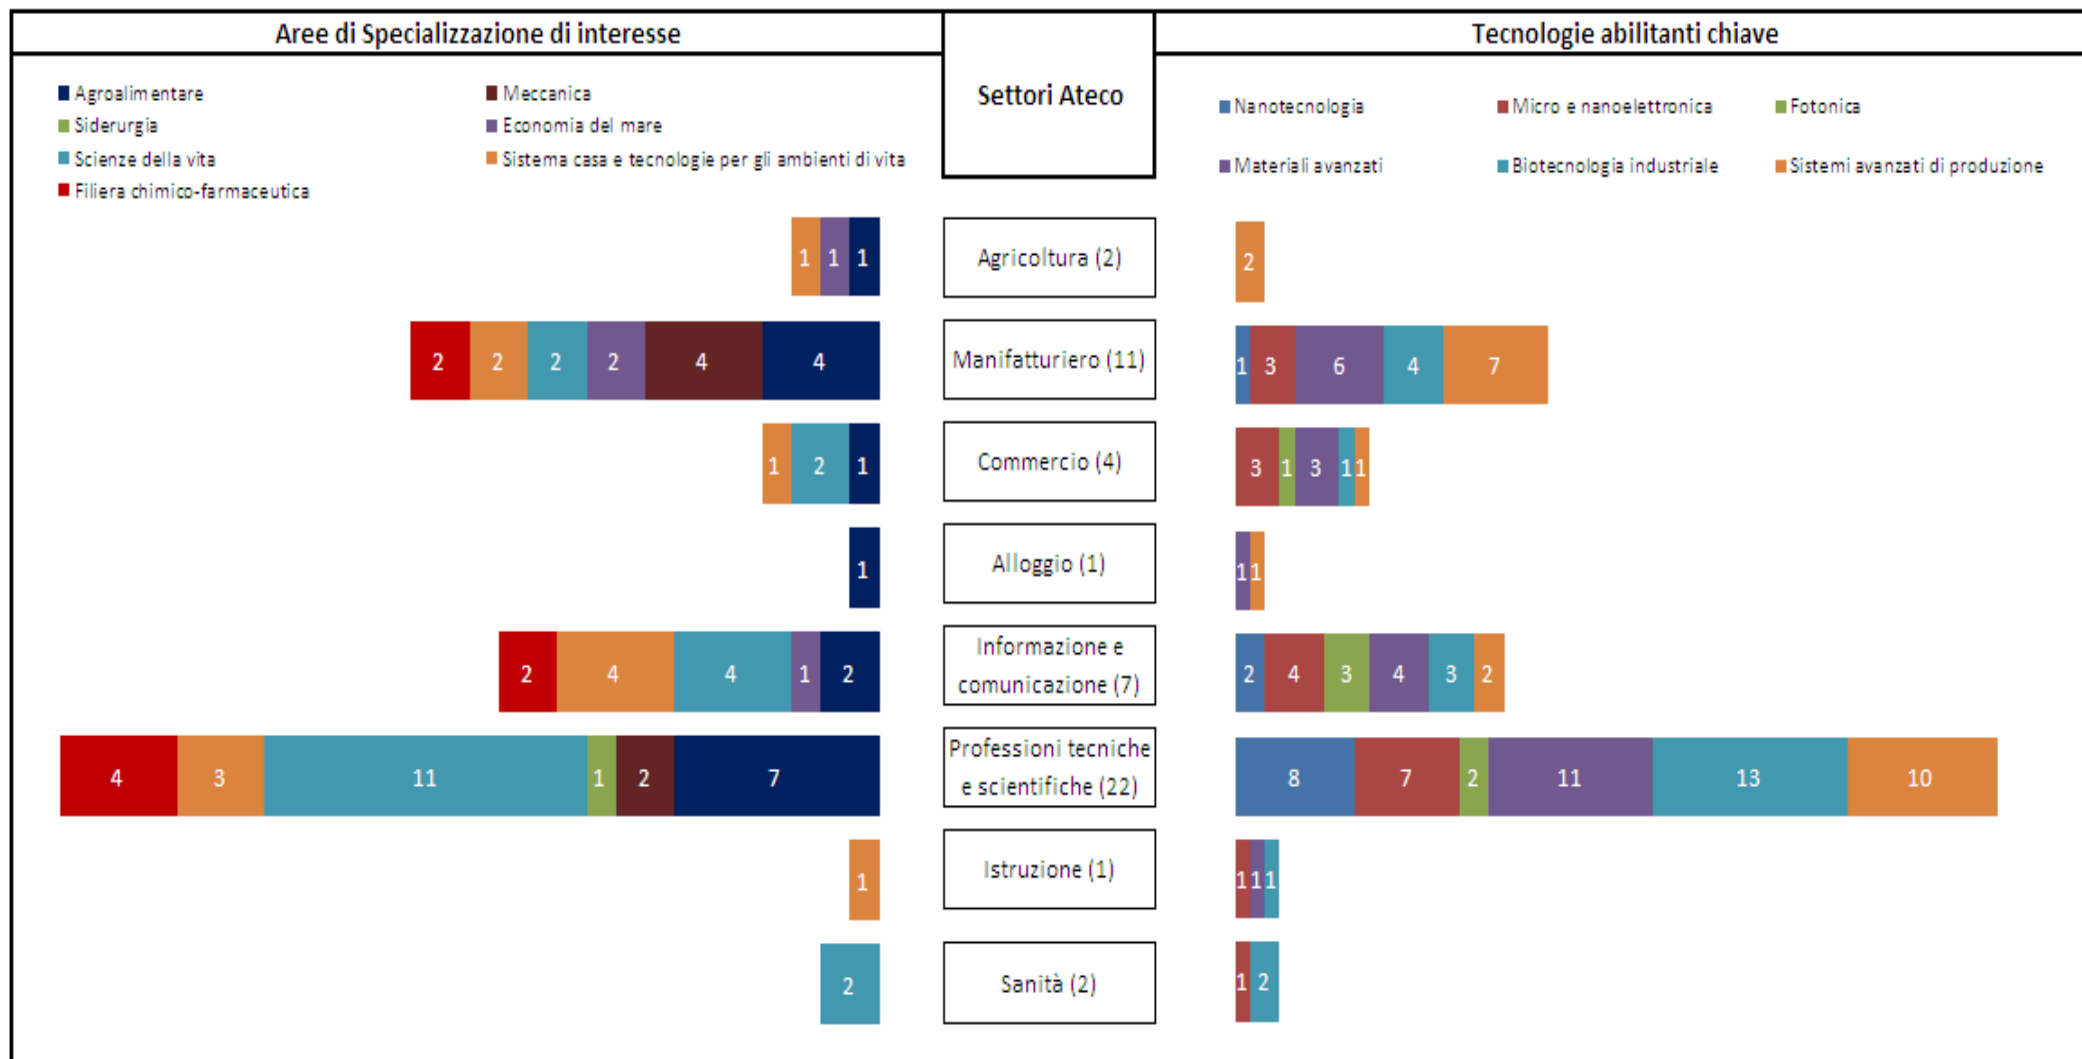 Aree di Specializzazione di interesse
Settori Ateco
Tecnologie abilitanti chiave
Agroalimentare
Meccanica
Siderurgia
Economia del mare
Scienze della vita
Sistema casa e tecnologie per gli ambienti di vita
Filiera chimico-farmaceutica
Nanotecnologia
Micro e nanoelettronica
Fotonica
Materiali avanzati
Biotecnologia industriale
Sistemi avanzati di produzione
1 1 1
Agricoltura (2)
2
2 2 2 2 4 4
Manifatturiero (11)
1 3 6 4 7
1 2 1
Commercio (4)
3 1 3 1 1
1
Alloggio (1)
1 1
2 4 4 1 2
Informazione e
comunicazione (7)
2 4 3 4 3 2
4 3 11 1 2 7
Professioni tecniche
e scientifiche (22)
8 7 2 11 13 10
1
Istruzione (1)
1 1 1
2
Sanità (2)
1 2